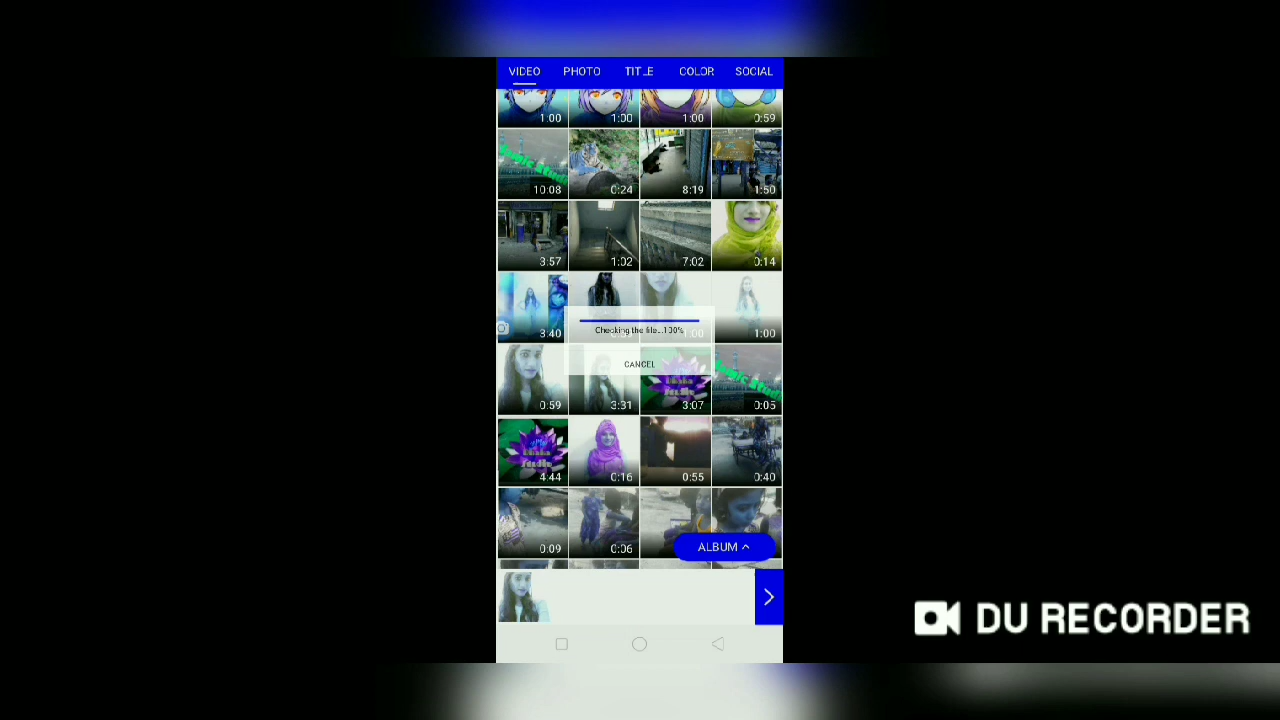 VIDEO PHOTO TITLE COLOR SOCIAL
1:00 1:00 1:00 0:59
10:08 0:24 8:19 1:50
3:57 1:02 7:02 0:14
3:40 1:00 1:00
Checking the file...100%
CANCEL
0:59 3:31 3:07 0:05
4:44 0:16 0:55 0:40
0:09 0:06
ALBUM
DU RECORDER